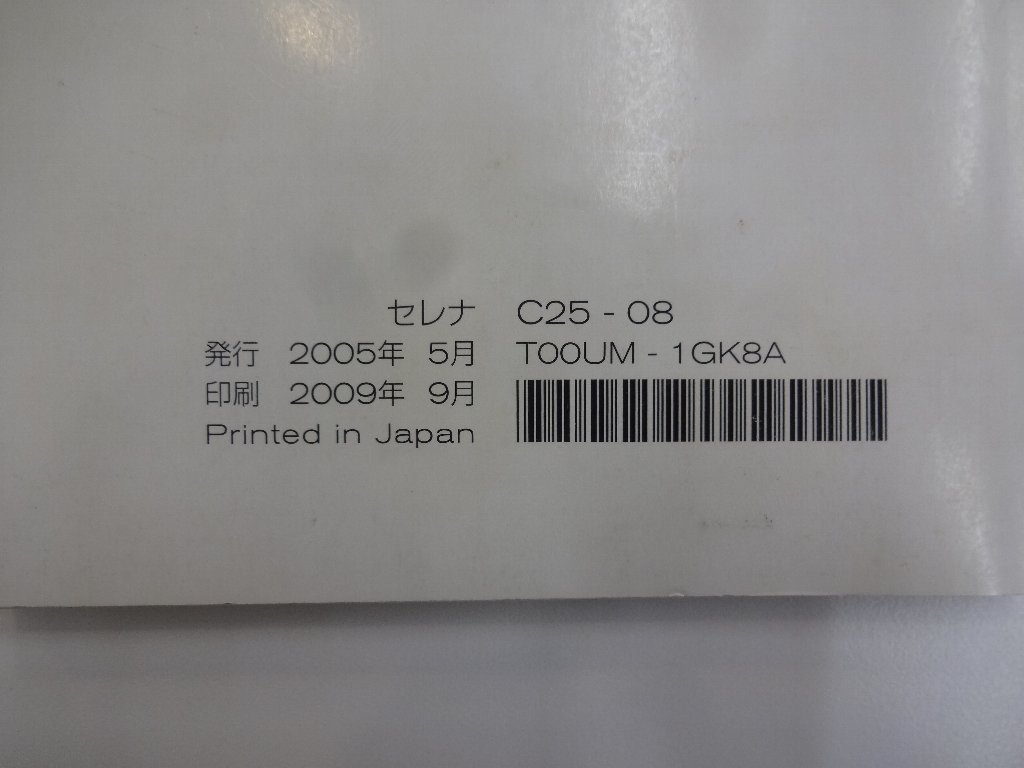 セレナ C25 - 08
発行 2005年 5月 T00UM - 1GK8A
印刷 2009年 9月
Printed in Japan